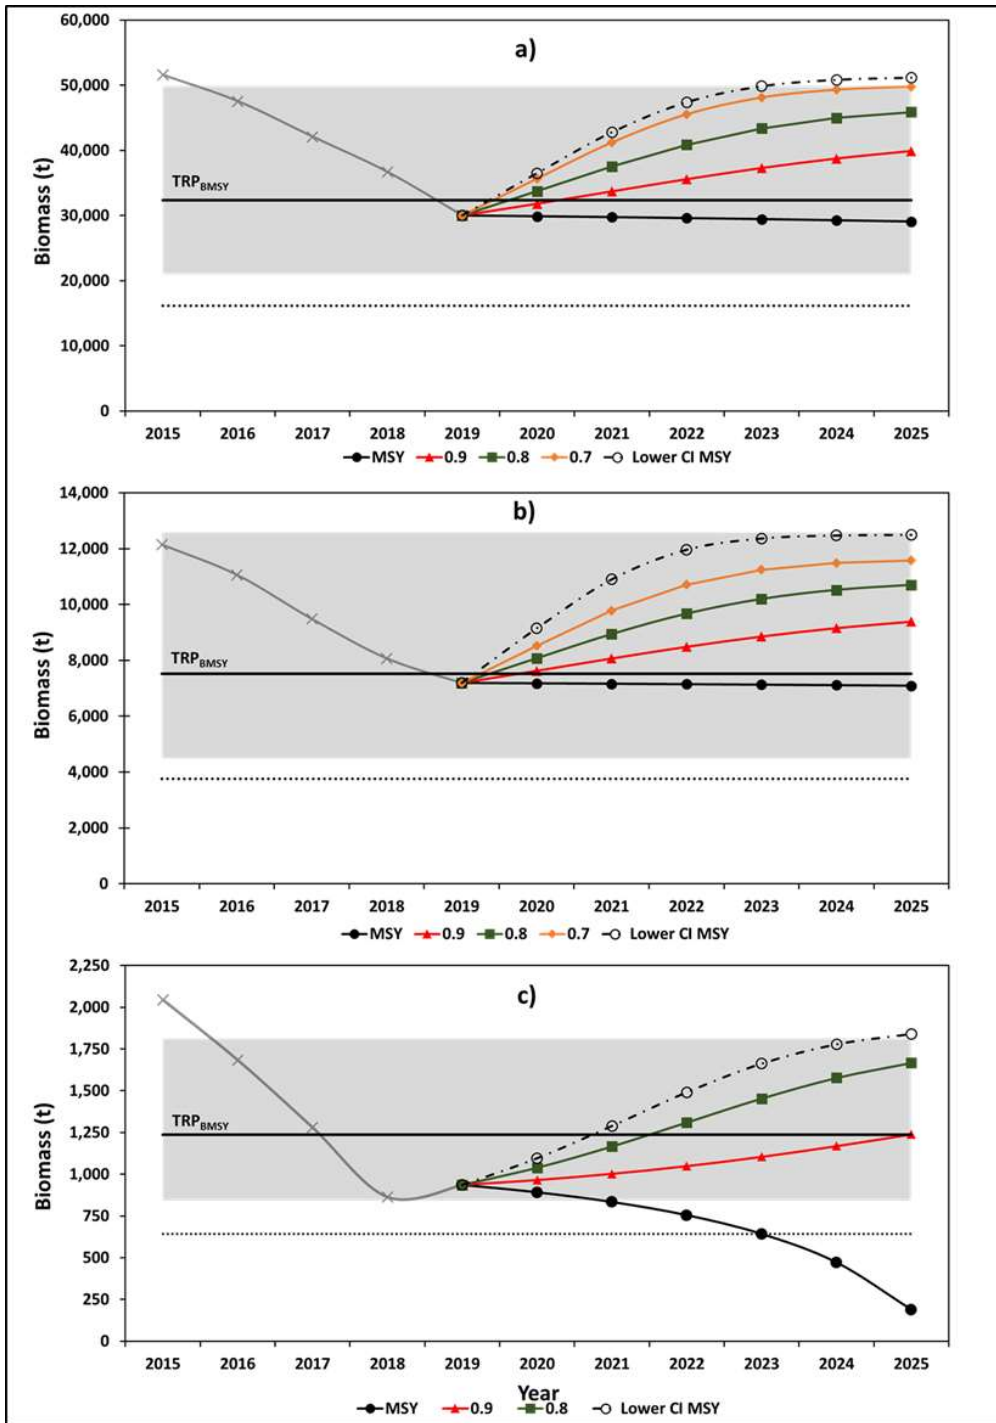 a)
60,000
50,000
40,000
30,000
20,000
10,000
0
Biomass (t)
TRPBMSY
2015 2016 2017 2018 2019 2020 2021 2022 2023 2024 2025
MSY 0.9 0.8 0.7 Lower CI MSY
b)
14,000
12,000
10,000
8,000
6,000
4,000
2,000
0
Biomass (t)
TRPBMSY
2015 2016 2017 2018 2019 2020 2021 2022 2023 2024 2025
MSY 0.9 0.8 0.7 Lower CI MSY
c)
2,250
2,000
1,750
1,500
1,250
1,000
750
500
250
0
Biomass (t)
TRPBMSY
2015 2016 2017 2018 2019 2020 2021 2022 2023 2024 2025
Year
MSY 0.9 0.8 Lower CI MSY